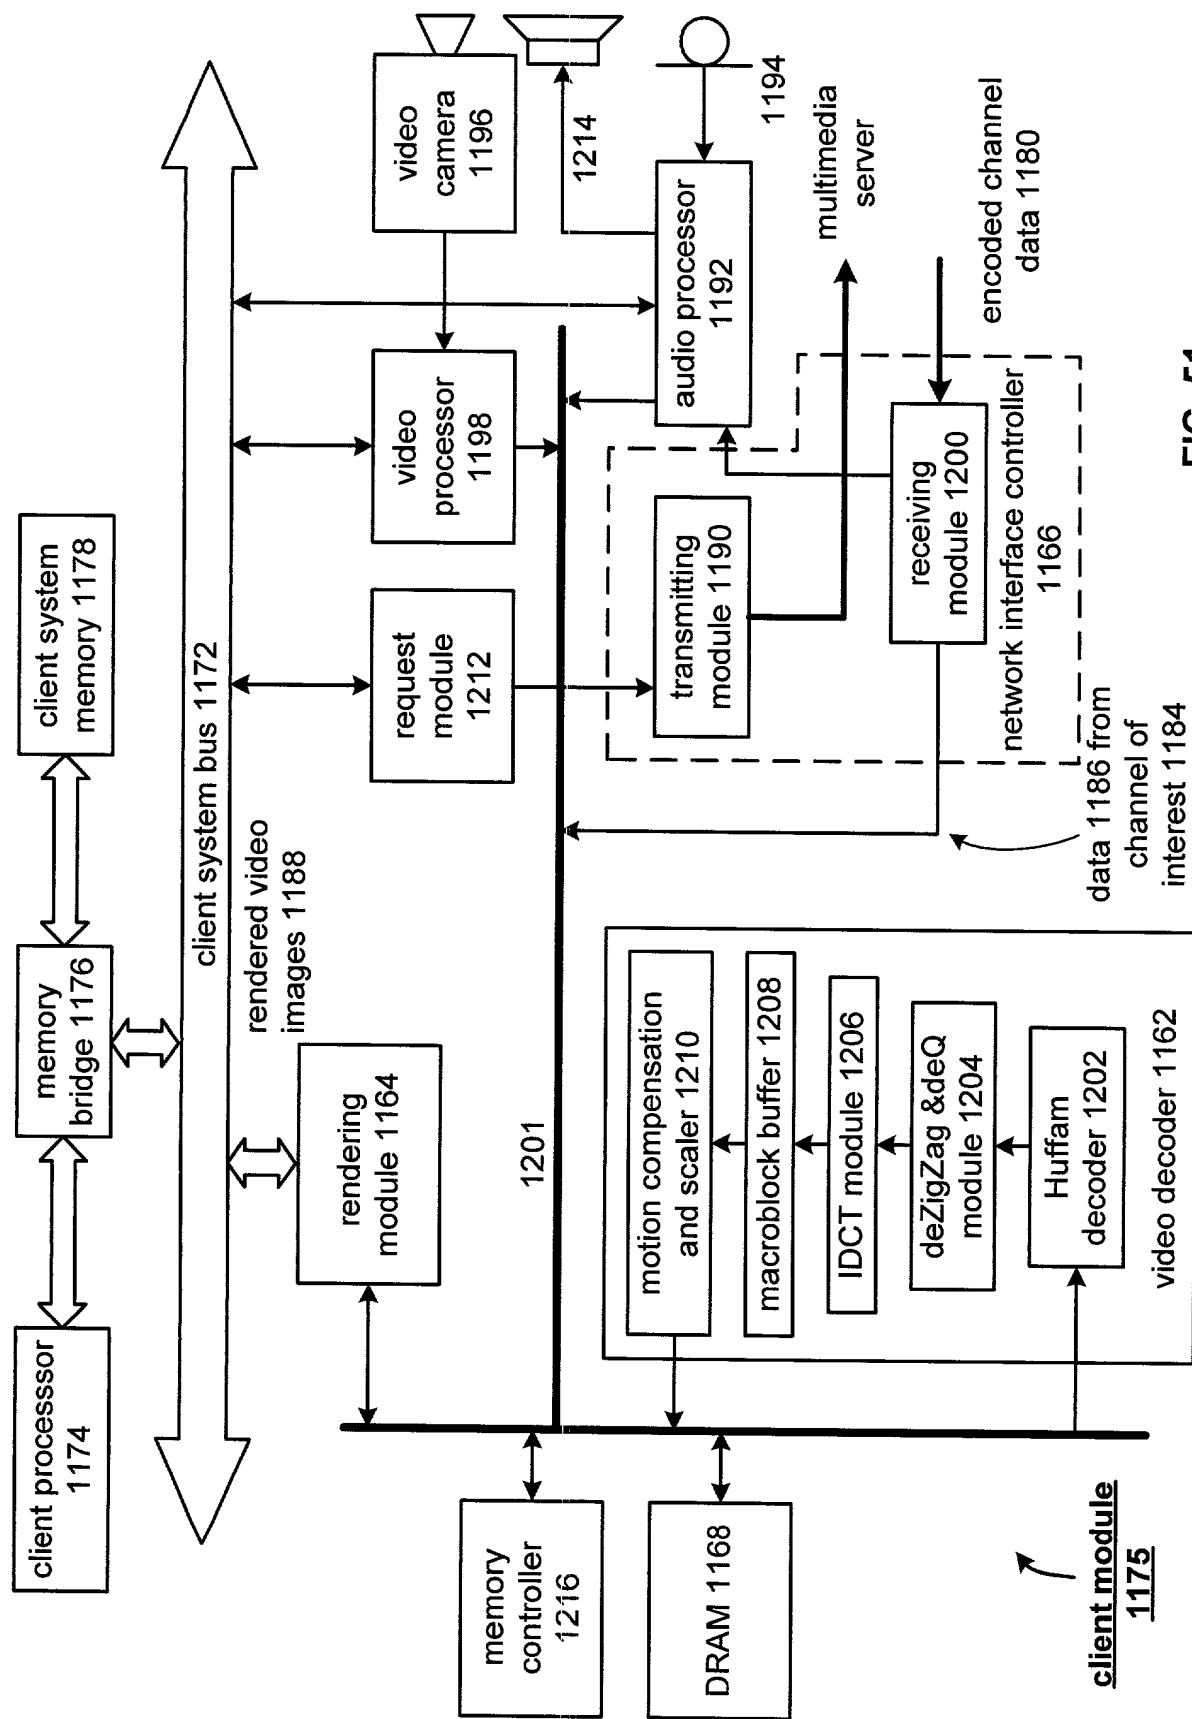 client processsor
1174
memory
bridge 1176
client system
memory 1178
client system bus 1172
rendered video
images 1188
rendering
module 1164
request
module
1212
video
processor
1198
video
camera
1196
1214
1201
memory
controller
1216
DRAM 1168
motion compensation
and scaler 1210
macroblock buffer 1208
IDCT module 1206
deZigZag &deQ
module 1204
Huffam
decoder 1202
video decoder 1162
transmitting
module 1190
audio processor
1192
1194
multimedia
server
receiving
module 1200
network interface controller
1166
encoded channel
data 1180
data 1186 from
channel of
interest 1184
client module
1175
FIG. 51